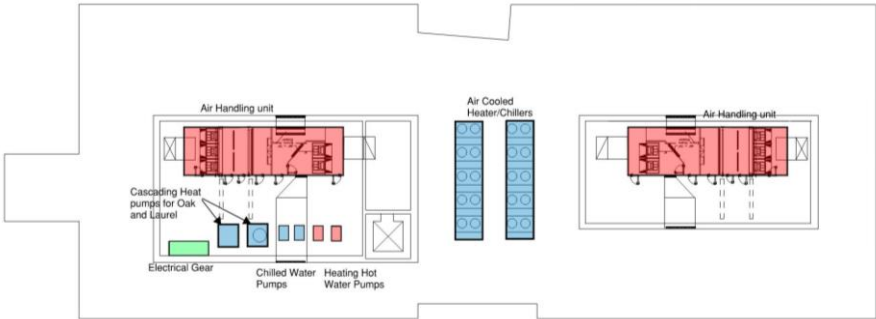 Air Handling unit
Air Cooled
Heater/Chillers
Air Handling unit
Cascading Heat
pumps for Oak
and Laurel
Electrical Gear
Chilled Water
Pumps
Heating Hot
Water Pumps